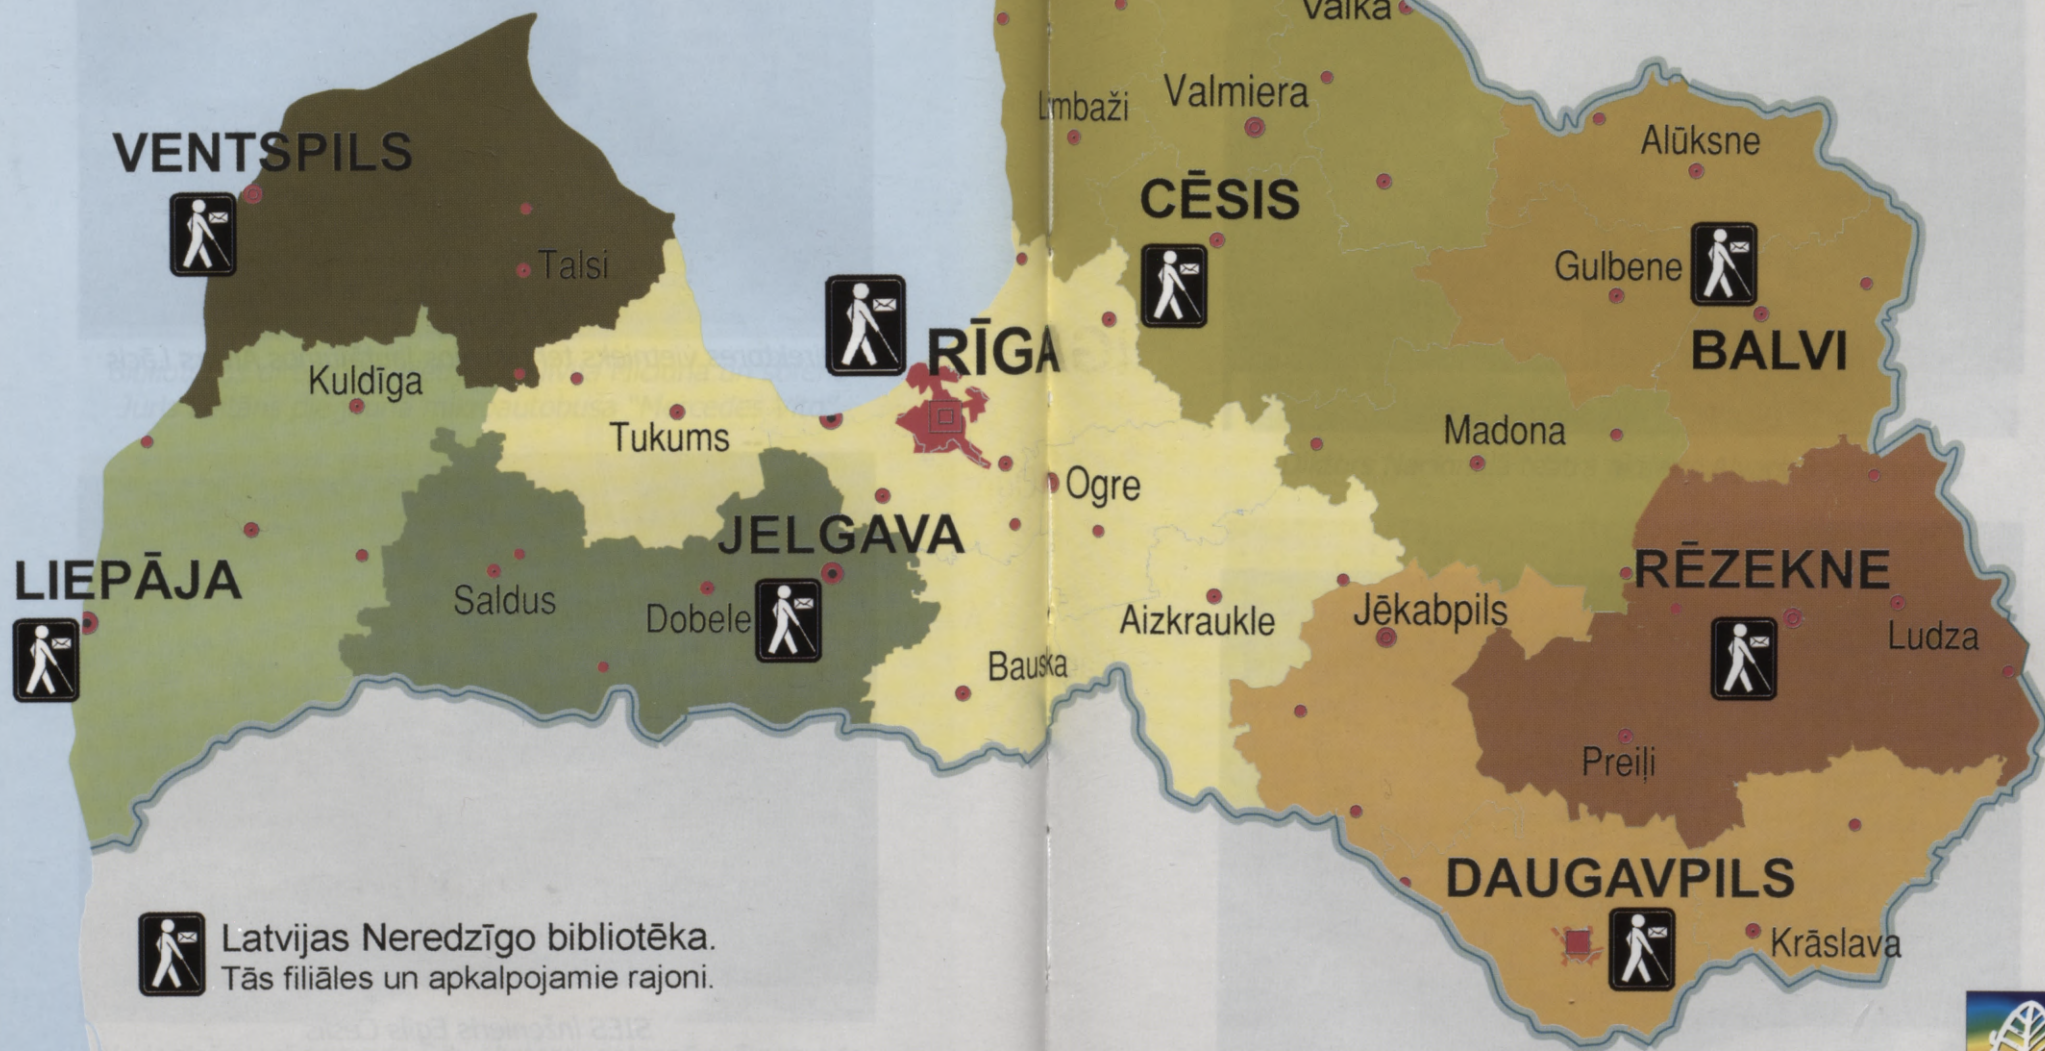 Valka
Limbaži
Valmiera
Alūksne
VENTSPILS
CĒSIS
Talsi
Gulbene
BALVI
RĪGA
Kuldīga
Tukums
Madona
Ogre
JELGAVA
RĒZEKNE
LIEPĀJA
Saldus
Dobele
Aizkraukle
Jēkabpils
Ludza
Bauska
Preiļi
DAUGAVPILS
Krāslava
Latvijas Neredzīgo bibliotēka.
Tās filiāles un apkalpojamie rajoni.